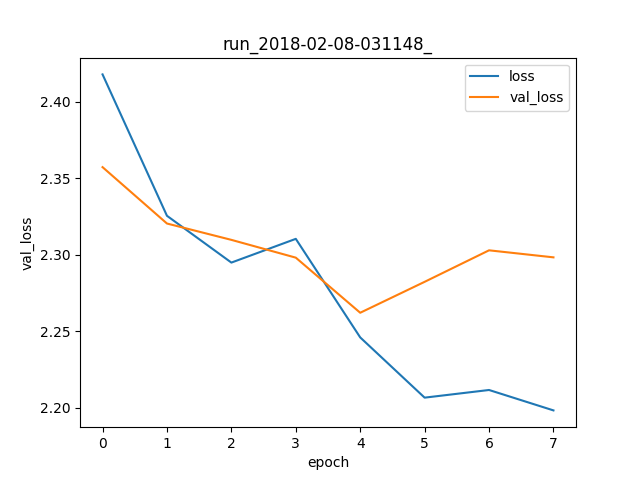 run_2018-02-08-031148_
loss
val_loss
2.40
2.35
2.30
2.25
2.20
val_loss
0 1 2 3 4 5 6 7
epoch